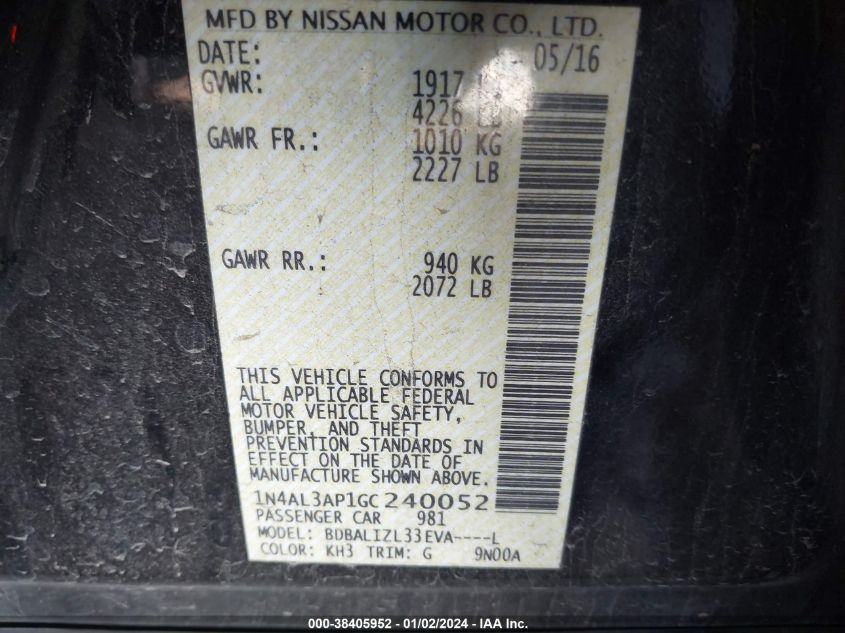 MFD BY NISSAN MOTOR CO., LTD.
DATE: 05/16
GVWR: 1917
4226 LB
GAWR FR.: 1010 KG
2227 LB
GAWR RR.: 940 KG
2072 LB
THIS VEHICLE CONFORMS TO
ALL APPLICABLE FEDERAL
MOTOR VEHICLE SAFETY,
BUMPER, AND THEFT
PREVENTION STANDARDS IN
EFFECT ON THE DATE OF
MANUFACTURE SHOWN ABOVE.
1N4AL3AP1GC240052
PASSENGER CAR 981
MODEL: BDBALIZL33EVA----L
COLOR: KH3 TRIM: G 9N00A
000-38405952 - 01/02/2024 - IAA Inc.